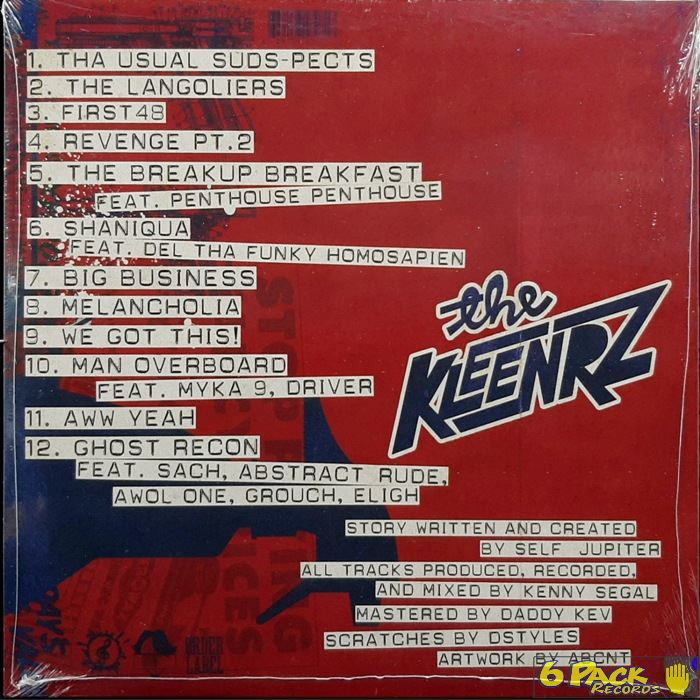 1. THA USUAL SUDS-PECTS
2. THE LANGOLIERS
3. FIRST48
4. REVENGE PT.2
5. THE BREAKUP BREAKFAST
FEAT. PENTHOUSE PENTHOUSE
6. SHANIQUA
FEAT. DEL THA FUNKY HOMOSAPIEN
7. BIG BUSINESS
8. MELANCHOLIA
9. WE GOT THIS!
10. MAN OVERBOARD
FEAT. MYKA 9, DRIVER
11. AWW YEAH
12. GHOST RECON
FEAT. SACH, ABSTRACT RUDE,
AWOL ONE, GROUCH, ELIGH
the
KLEENRZ
STORY WRITTEN AND CREATED
BY SELF JUPITER
ALL TRACKS PRODUCED, RECORDED,
AND MIXED BY KENNY SEGAL
MASTERED BY DADDY KEV
SCRATCHES BY DSTYLES
ARTWORK BY ABCNT
ORDER
LABEL
6 PACK
RECORDS